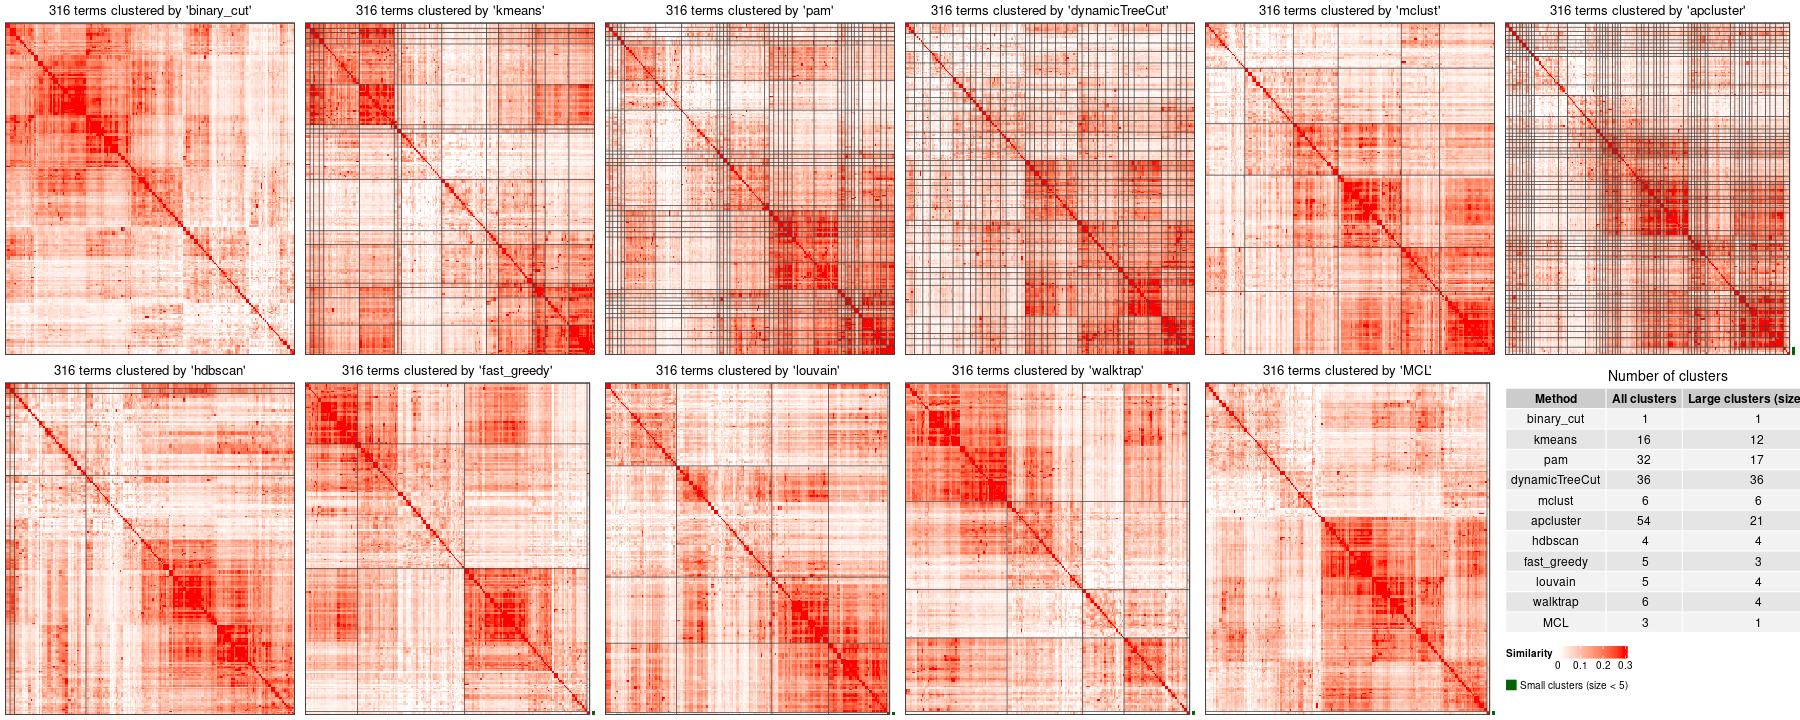 316 terms clustered by 'binary_cut'
316 terms clustered by 'kmeans'
316 terms clustered by 'pam'
316 terms clustered by 'dynamicTreeCut'
316 terms clustered by 'mclust'
316 terms clustered by 'apcluster'
316 terms clustered by 'hdbscan'
316 terms clustered by 'fast_greedy'
316 terms clustered by 'louvain'
316 terms clustered by 'walktrap'
316 terms clustered by 'MCL'
Number of clusters
Method All clusters Large clusters (size
binary_cut 1 1
kmeans 16 12
pam 32 17
dynamicTreeCut 36 36
mclust 6 6
apcluster 54 21
hdbscan 4 4
fast_greedy 5 3
louvain 5 4
walktrap 6 4
MCL 3 1
Similarity
0 0.1 0.2 0.3
Small clusters (size < 5)